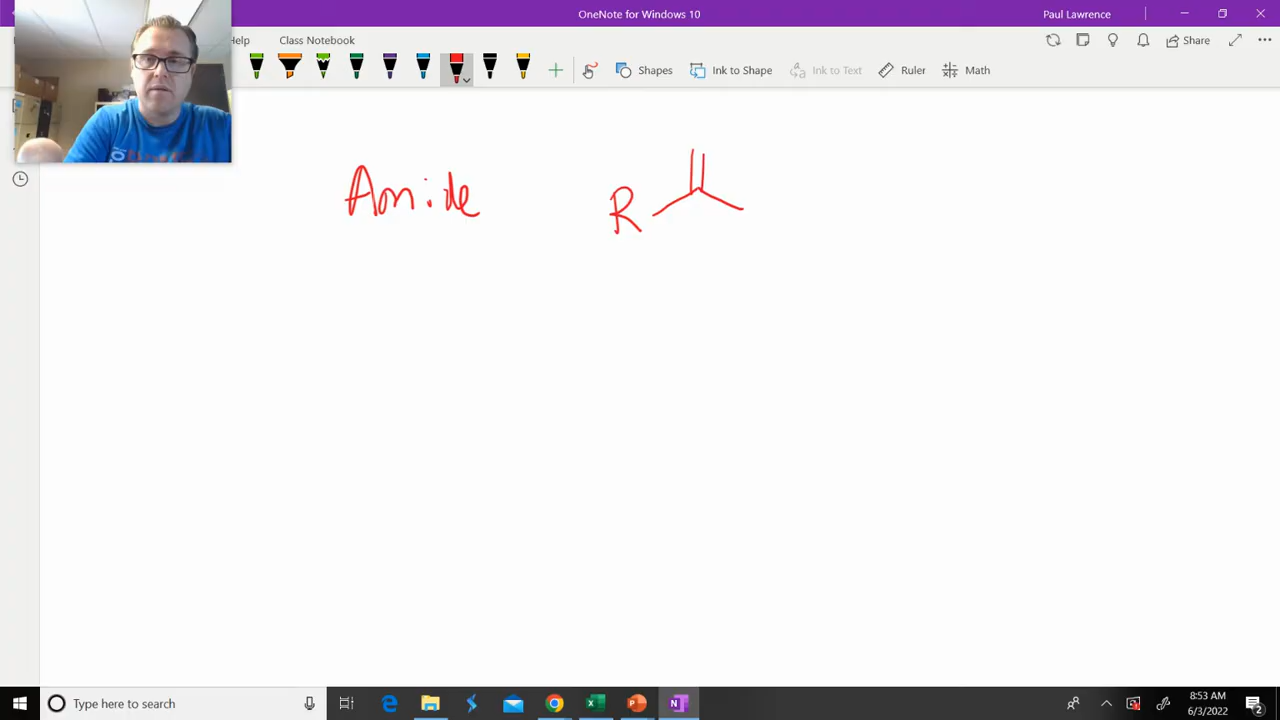 OneNote for Windows 10
Paul Lawrence
Help
Class Notebook
Share
Shapes
Ink to Shape
Ink to Text
Ruler
Math
Amide
R
Type here to search
8:53 AM
6/3/2022
2